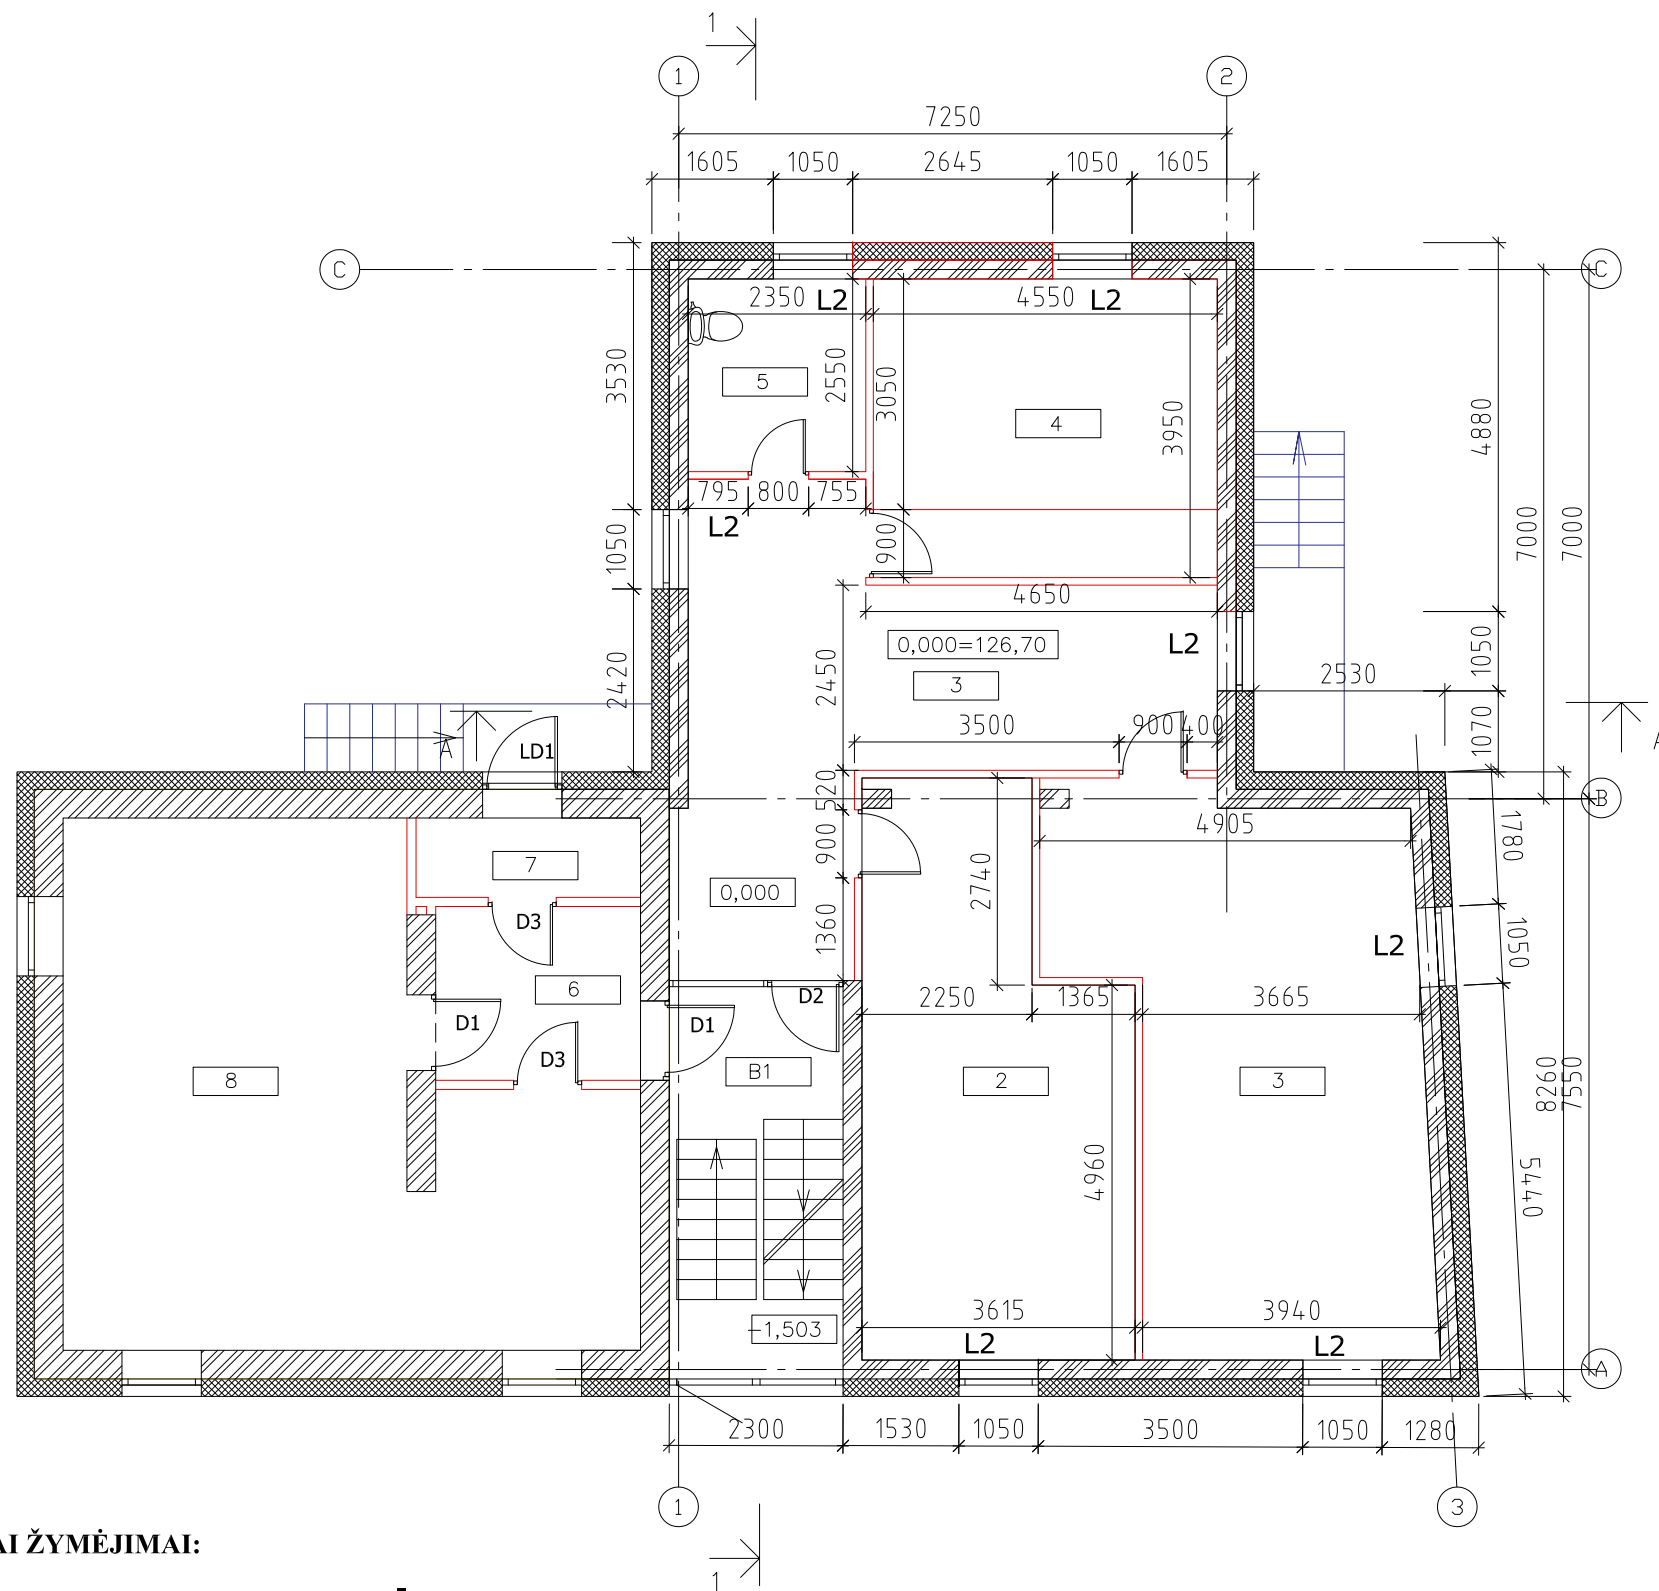 1
1 2
7250
1605 1050 2645 1050 1605
C C
2350 L2 4550 L2
3530 5 2550 3050 4 3950 4880
795 800 755
L2
1050 900 7000 7000
4650
0,000=126,70 L2
2420 2450 3 2530 1050
3500 900 400 1070
A LD1 A
520 B
4905 1780
7 900 2740
0,000
D3 1360 L2 1050
6 D2 2250 1365 3665
D1 D1
D3
8 B1 2 3 8260 7550
4960 5440
3615 3940
-1,503 L2 L2
A
2300 1530 1050 3500 1050 1280
1 3
AI ŽYMĖJIMAI:
1